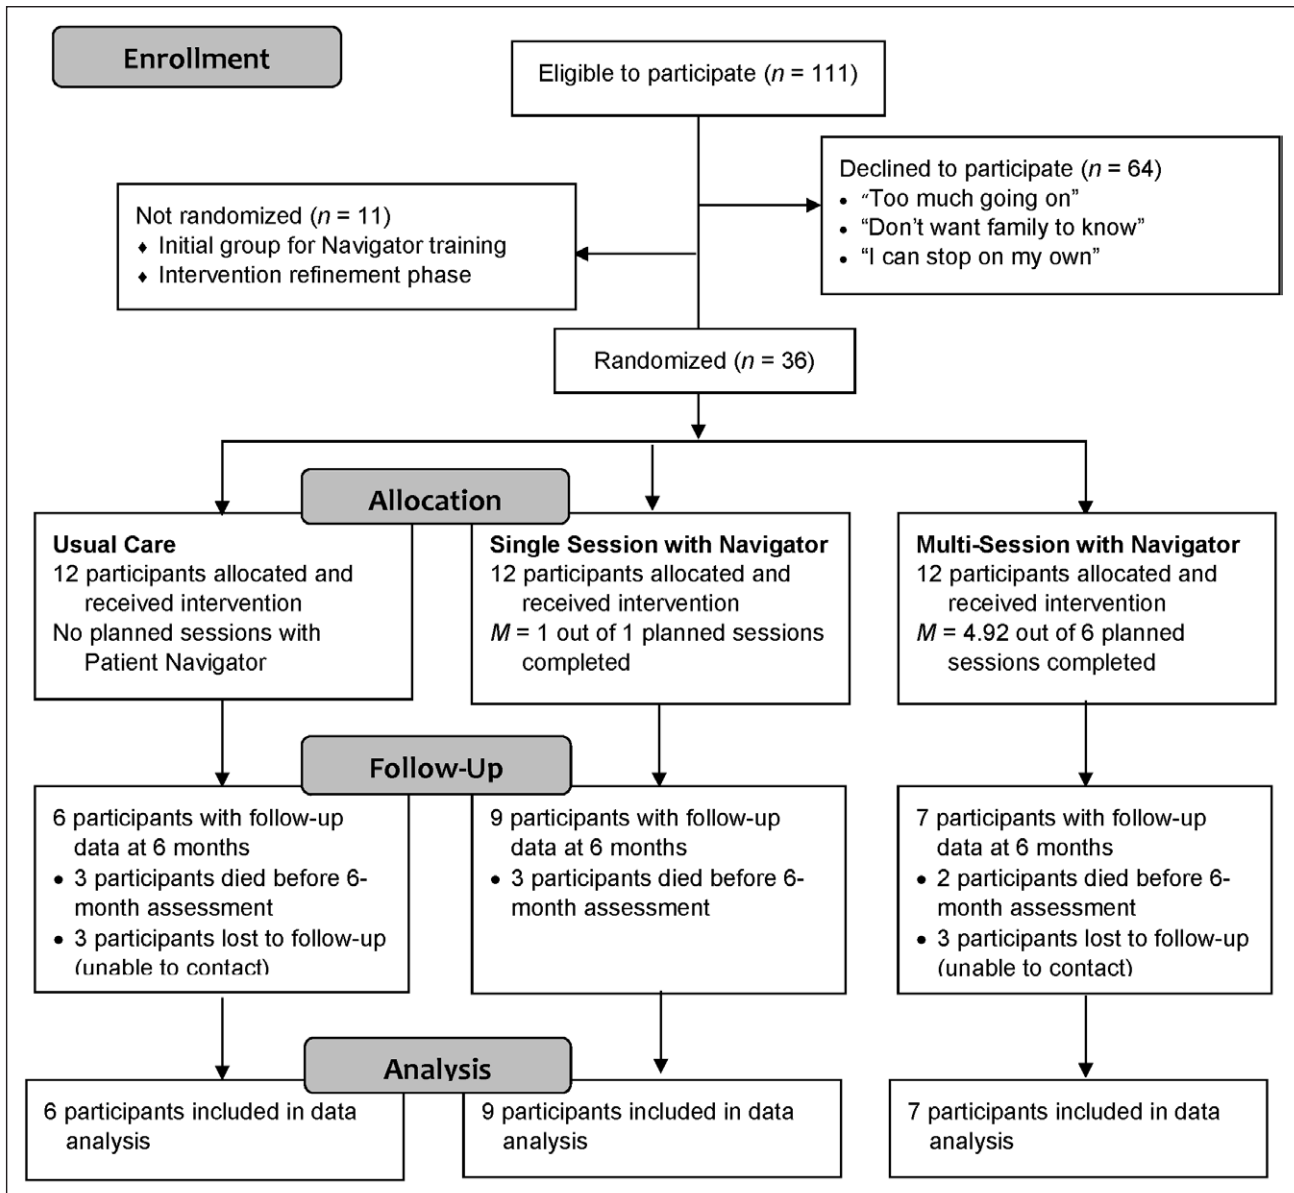 Enrollment
Eligible to participate (n = 111)
Declined to participate (n = 64)
• “Too much going on”
• “Don’t want family to know”
• “I can stop on my own”
Not randomized (n = 11)
♦ Initial group for Navigator training
♦ Intervention refinement phase
Randomized (n = 36)
Allocation
Usual Care
12 participants allocated and
received intervention
No planned sessions with
Patient Navigator
Single Session with Navigator
12 participants allocated and
received intervention
M = 1 out of 1 planned sessions
completed
Multi-Session with Navigator
12 participants allocated and
received intervention
M = 4.92 out of 6 planned
sessions completed
Follow-Up
6 participants with follow-up
data at 6 months
• 3 participants died before 6-
month assessment
• 3 participants lost to follow-up
(unable to contact)
9 participants with follow-up
data at 6 months
• 3 participants died before 6-
month assessment
7 participants with follow-up
data at 6 months
• 2 participants died before 6-
month assessment
• 3 participants lost to follow-up
(unable to contact)
Analysis
6 participants included in data
analysis
9 participants included in data
analysis
7 participants included in data
analysis